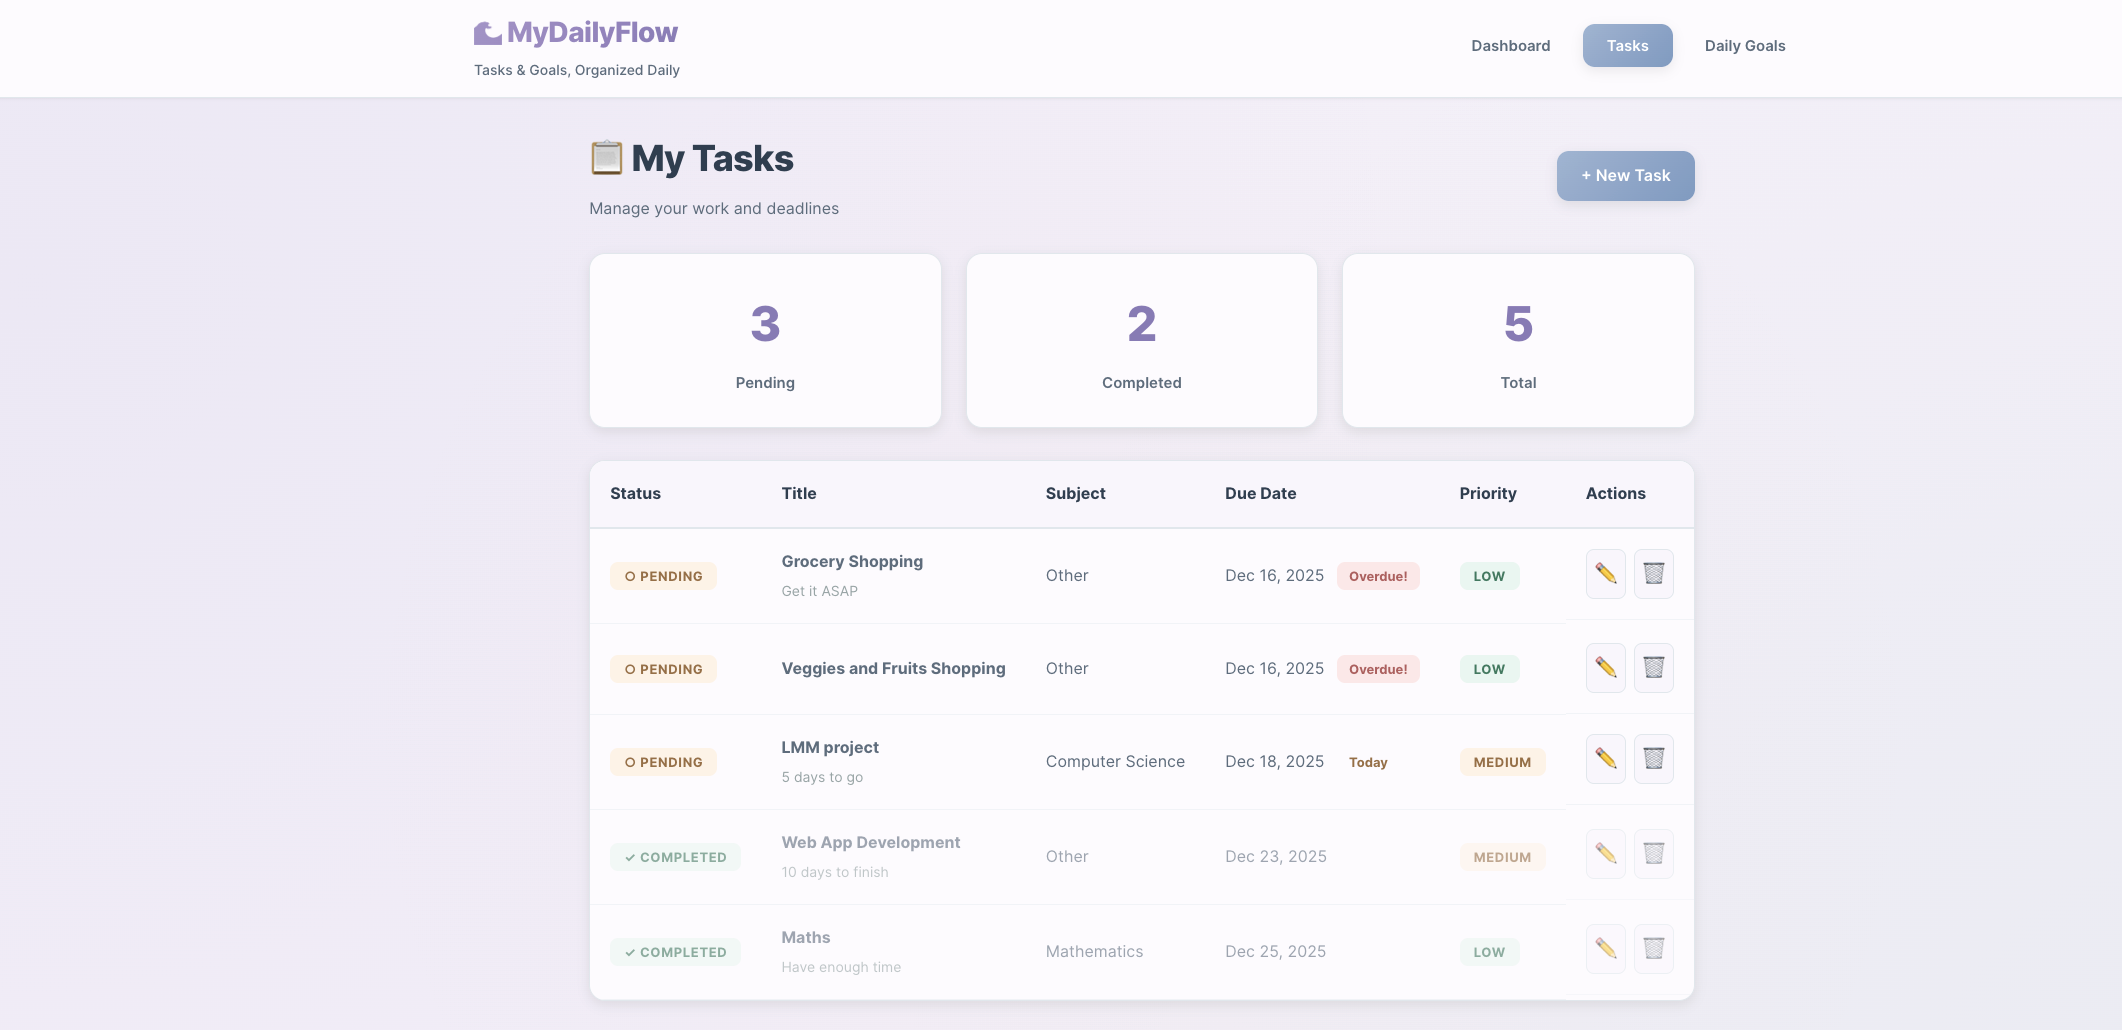 MyDailyFlow
Tasks & Goals, Organized Daily
Dashboard Tasks Daily Goals
My Tasks
+ New Task
Manage your work and deadlines
3 2 5
Pending Completed Total
Status Title Subject Due Date Priority Actions
PENDING Grocery Shopping Other Dec 16, 2025 Overdue! LOW
Get it ASAP
PENDING Veggies and Fruits Shopping Other Dec 16, 2025 Overdue! LOW
PENDING LMM project Computer Science Dec 18, 2025 Today MEDIUM
5 days to go
✓ COMPLETED Web App Development Other Dec 23, 2025 MEDIUM
10 days to finish
✓ COMPLETED Maths Mathematics Dec 25, 2025 LOW
Have enough time